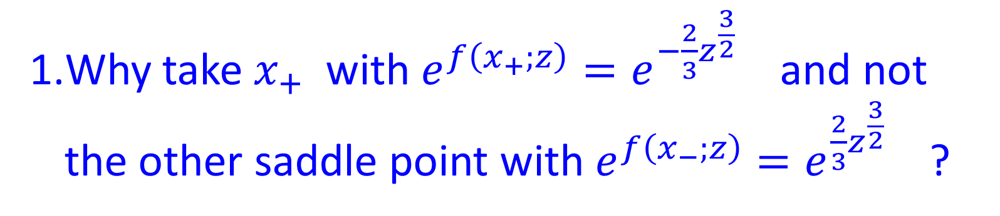 1.Why take 𝑥₊ with 𝑒^{𝑓(𝑥₊;𝑧)} = 𝑒^{−\frac{2}{3}𝑧^{\frac{3}{2}}} and not
the other saddle point with 𝑒^{𝑓(𝑥₋;𝑧)} = 𝑒^{\frac{2}{3}𝑧^{\frac{3}{2}}} ?